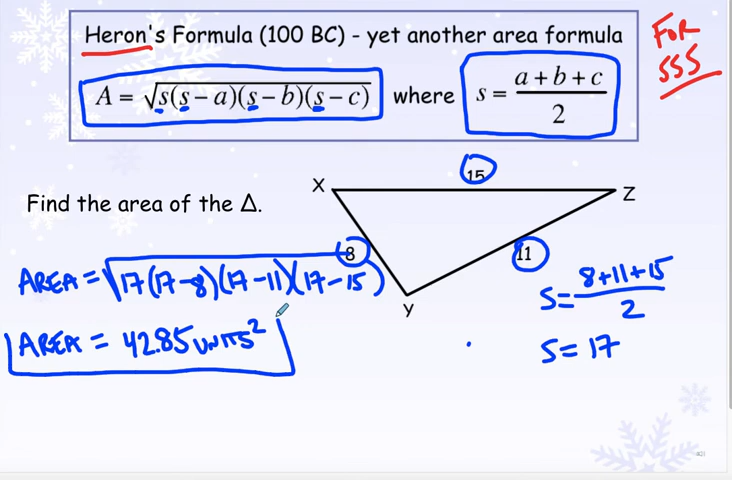 Heron's Formula (100 BC) - yet another area formula
FOR
SSS
A = √s(s − a)(s − b)(s − c) where s = a + b + c / 2
Find the area of the Δ.
X
15
Z
8
11
Y
AREA = √17(17-8)(17-11)(17-15)
S = 8+11+15 / 2
AREA = 42.85 UNITS²
S = 17